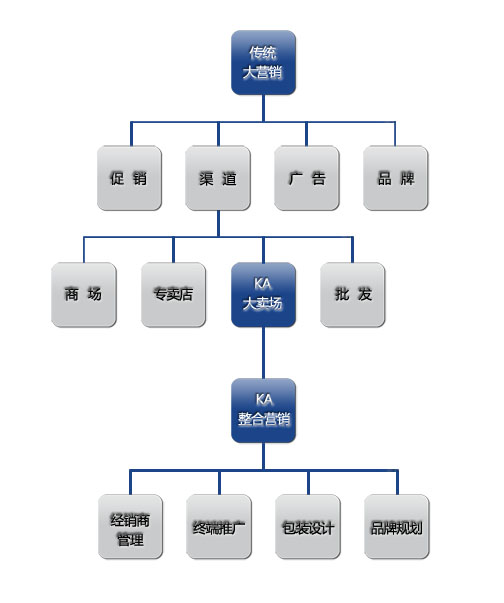 传统
大营销
促 销
渠 道
广 告
品 牌
商 场
专卖店
KA
大卖场
批 发
KA
整合营销
经销商
管理
终端推广
包装设计
品牌规划